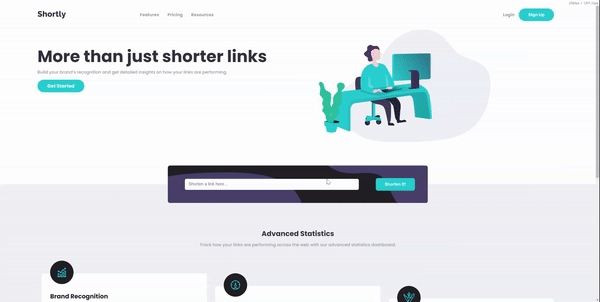 Shortly
Features Pricing Resources
Login Sign Up
More than just shorter links
Build your brand's recognition and get detailed insights on how your links are performing.
Get Started
Shorten a link here...
Shorten It!
Advanced Statistics
Track how your links are performing across the web with our advanced statistics dashboard.
Brand Recognition